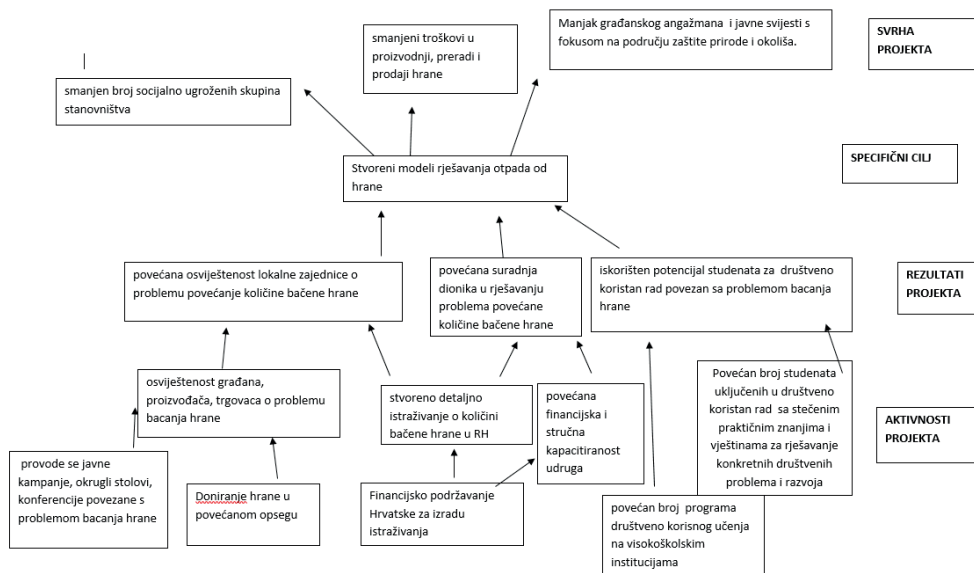 smanjeni troškovi u
proizvodnji, preradi i
prodaji hrane
Manjak građanskog angažmana i javne svijesti s
fokusom na području zaštite prirode i okoliša.
SVRHA
PROJEKTA
smanjen broj socijalno ugroženih skupina
stanovništva
Stvoreni modeli rješavanja otpada od
hrane
SPECIFIČNI CILJ
povećana osviještenost lokalne zajednice o
problemu povećanje količine bačene hrane
povećana suradnja
dionika u rješavanju
problema povećane
količine bačene hrane
iskorišten potencijal studenata za društveno
koristan rad povezan sa problemom bacanja
hrane
REZULTATI
PROJEKTA
osviještenost građana,
proizvođača, trgovaca o problemu
bacanja hrane
stvoreno detaljno
istraživanje o količini
bačene hrane u RH
povećana
financijska i
stručna
kapacitiranost
udruga
Povećan broj studenata
uključenih u društveno
koristan rad sa stečenim
praktičnim znanjima i
vještinama za rješavanje
konkretnih društvenih
problema i razvoja
AKTIVNOSTI
PROJEKTA
provode se javne
kampanje, okrugli stolovi,
konferencije povezane s
problemom bacanja hrane
Doniranje hrane u
povećanom opsegu
Financijsko podržavanje
Hrvatske za izradu
istraživanja
povećan broj programa
društveno korisnog učenja
na visokoškolskim
institucijama